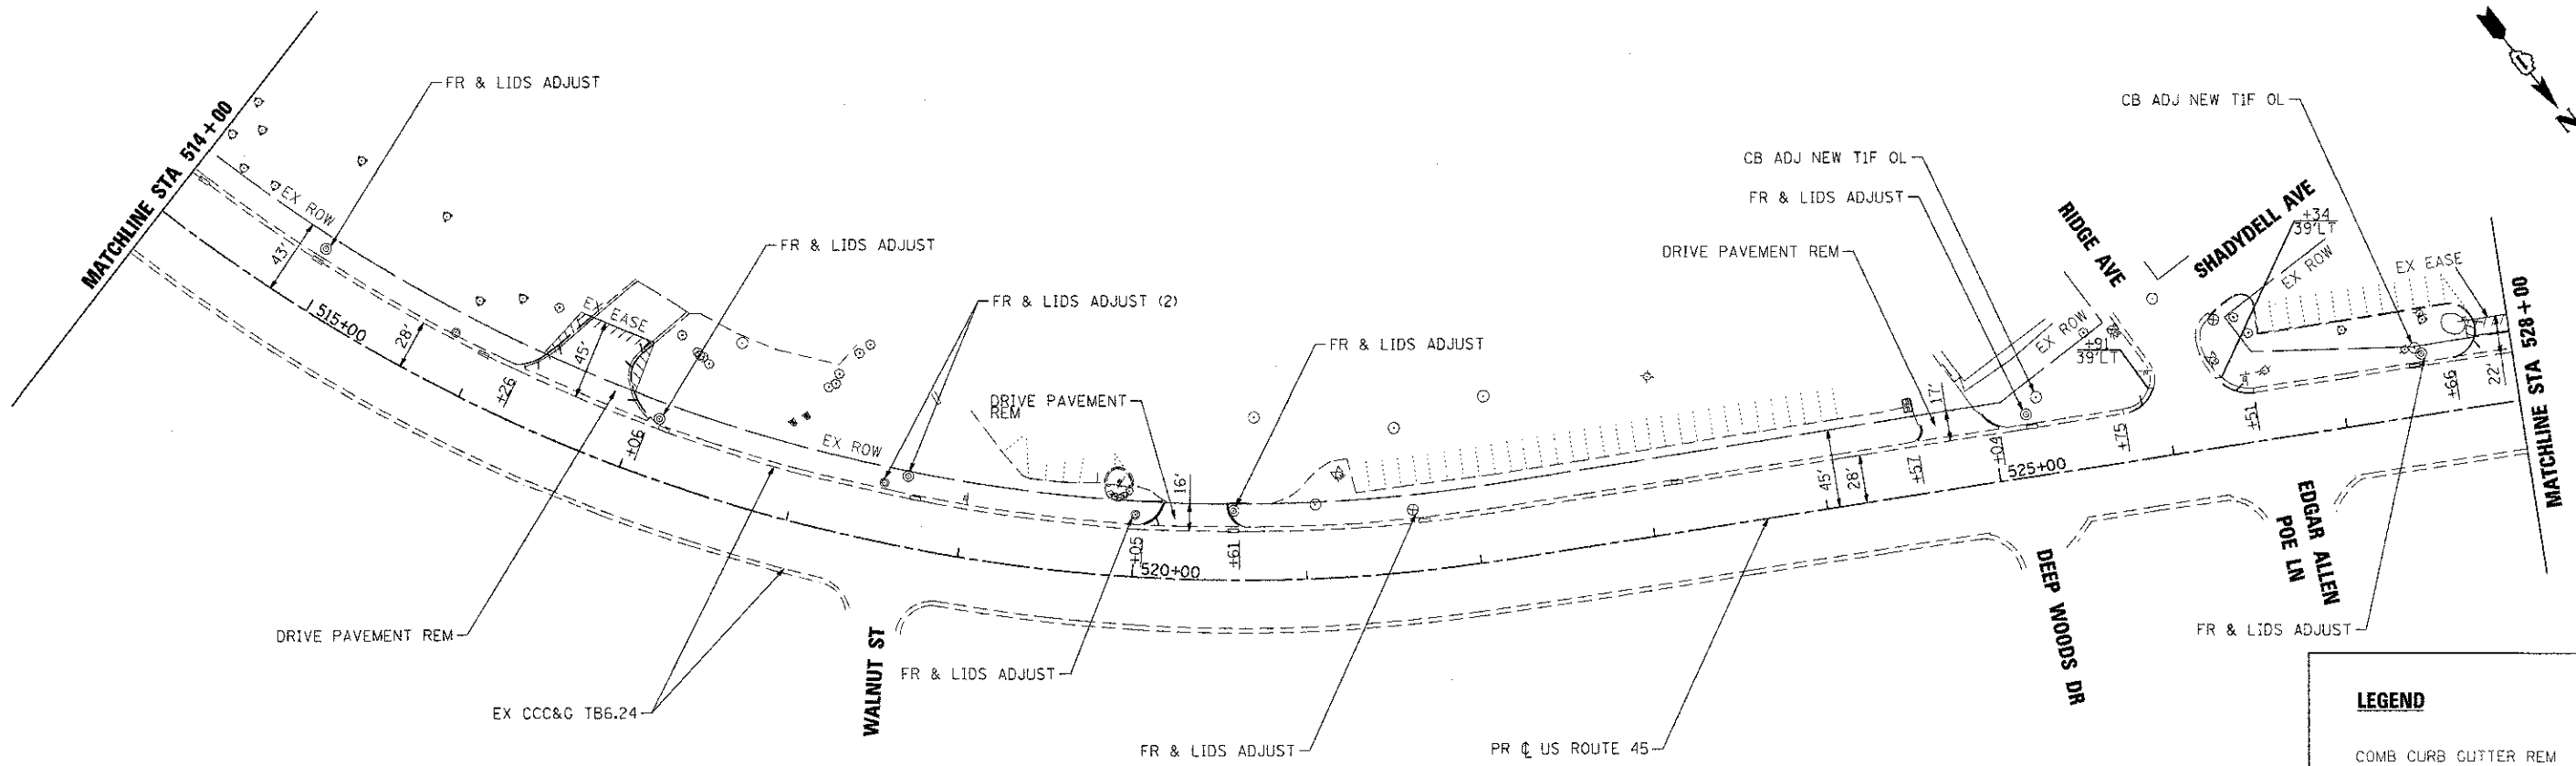 MATCHLINE STA 514+00
FR & LIDS ADJUST
EX ROW
43'
515+00
28'
+26
EX EASE
45'
+06
FR & LIDS ADJUST
DRIVE PAVEMENT REM
EX CCC&G TB6.24
EX ROW
FR & LIDS ADJUST (2)
WALNUT ST
DRIVE PAVEMENT
REM
16'
+05
520+00
+61
FR & LIDS ADJUST
FR & LIDS ADJUST
FR & LIDS ADJUST
PR ℄ US ROUTE 45
45'
28'
+57
17'
DRIVE PAVEMENT REM
FR & LIDS ADJUST
CB ADJ NEW T1F OL
+04
525+00
EX ROW
+91
39'LT
+75
RIDGE AVE
SHADYDELL AVE
+34
39'LT
EX ROW
+51
DEEP WOODS DR
EDGAR ALLEN
POE LN
CB ADJ NEW T1F OL
EX EASE
+66
22'
FR & LIDS ADJUST
MATCHLINE STA 528+00
N
LEGEND
COMB CURB GUTTER REM